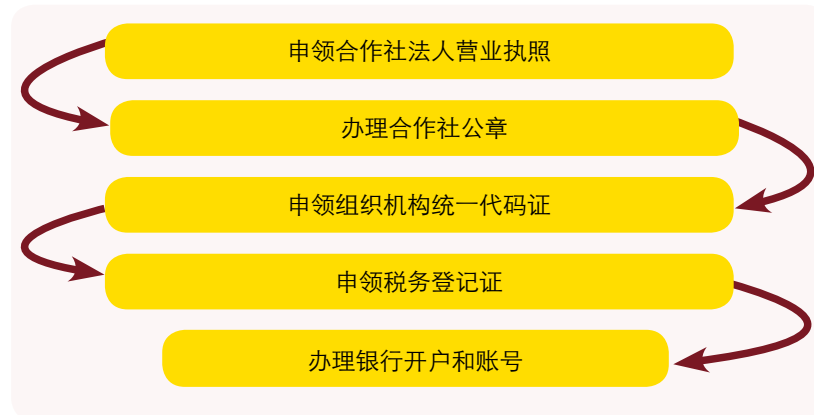 申领合作社法人营业执照
办理合作社公章
申领组织机构统一代码证
申领税务登记证
办理银行开户和账号